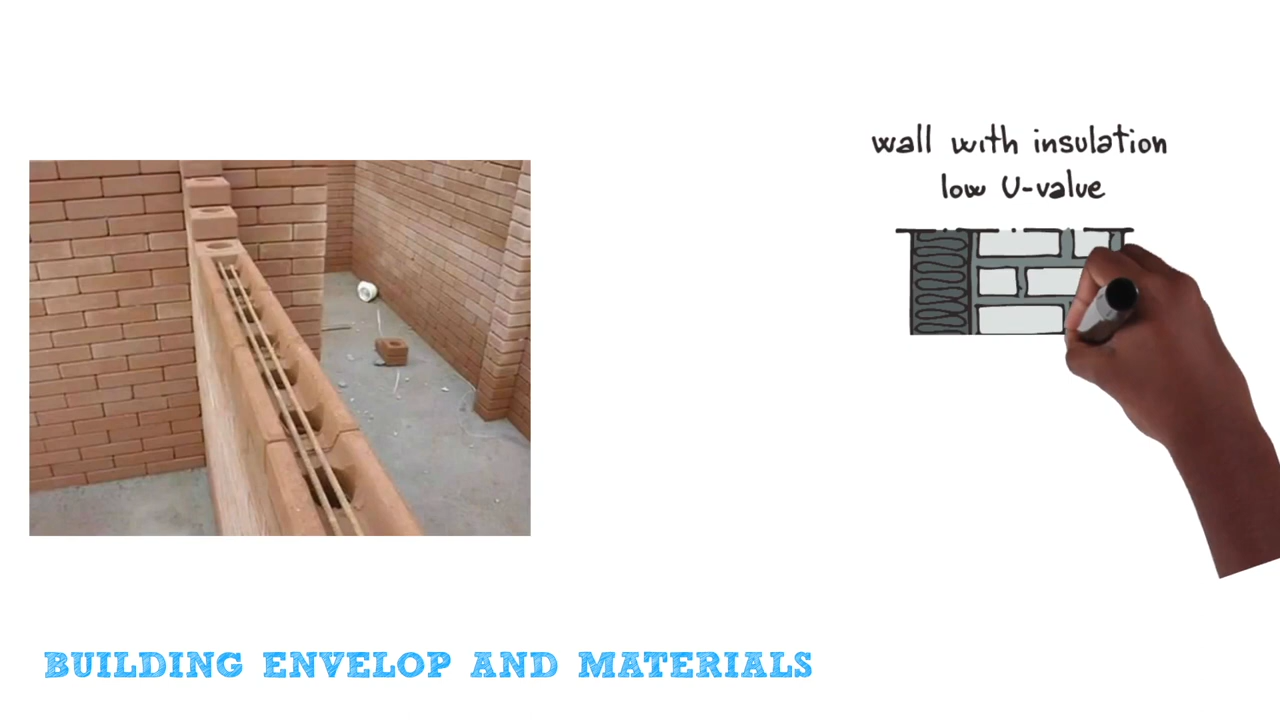 wall with insulation
low U-value
BUILDING ENVELOP AND MATERIALS